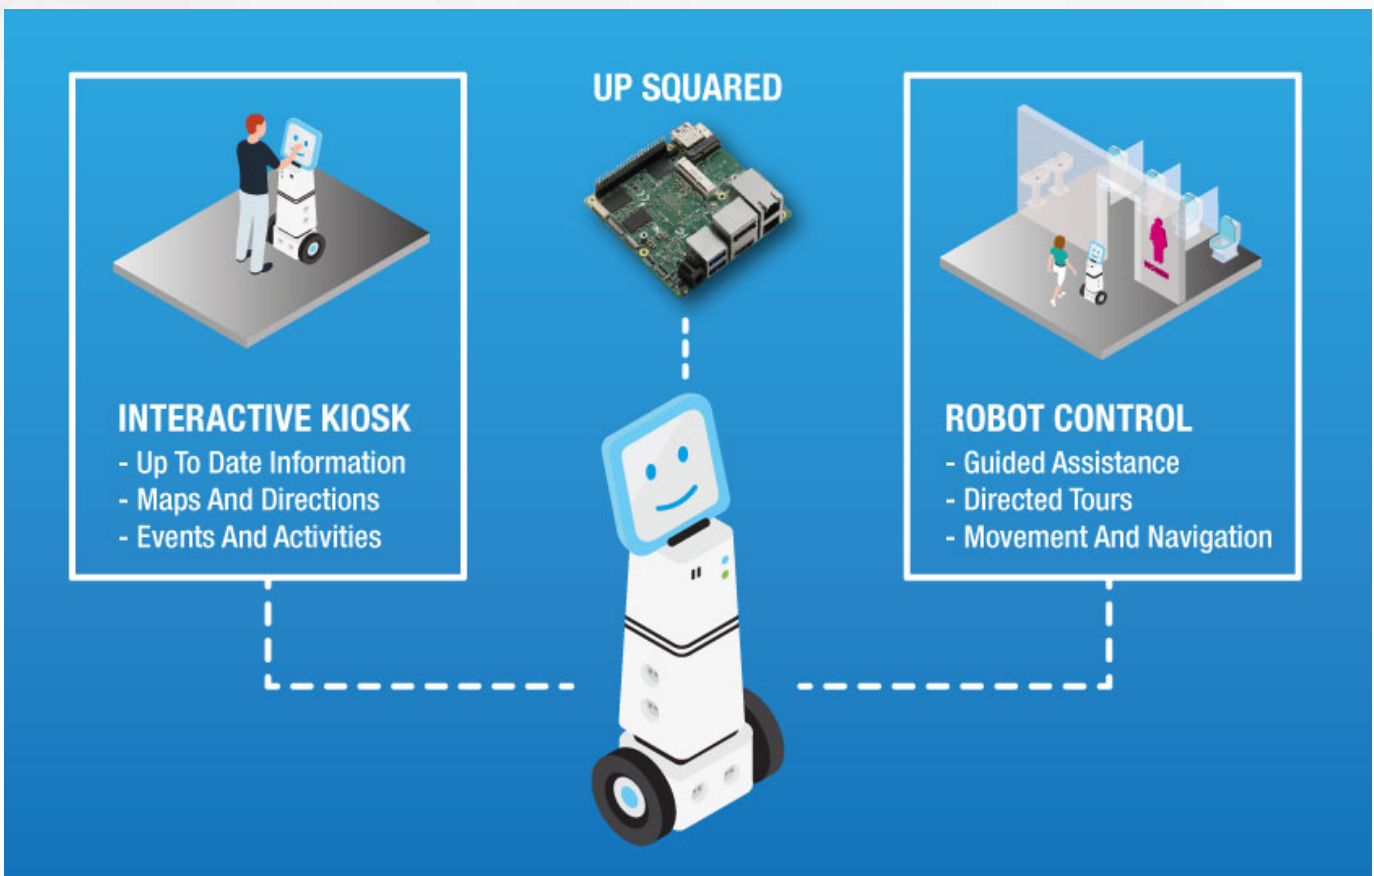 UP SQUARED
INTERACTIVE KIOSK
- Up To Date Information
- Maps And Directions
- Events And Activities
ROBOT CONTROL
- Guided Assistance
- Directed Tours
- Movement And Navigation
WOMEN